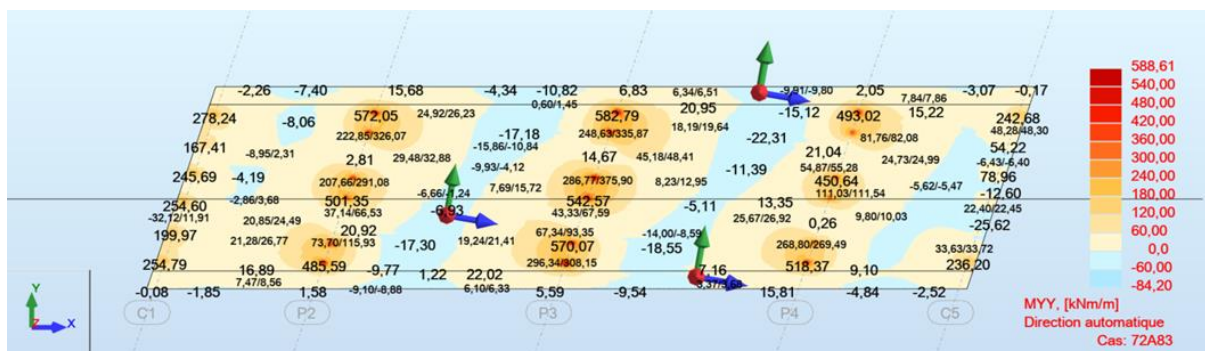 -2,26 -7,40 15,68 -4,34 -10,82 6,83 6,34/6,51 -9,91/-9,80 2,05 7,84/7,86 -3,07 -0,17
0,60/1,45
278,24 572,05 24,92/26,23 582,79 20,95 -15,12 493,02 15,22 242,68
-8,06 222,85/326,07 -17,18 248,63/335,87 18,19/19,64 -22,31 81,76/82,08 48,28/48,30
167,41 -15,86/-10,84 54,22
-8,95/2,31 2,81 29,48/32,88 -9,93/-4,12 14,67 45,18/48,41 -11,39 21,04 24,73/24,99 -6,43/-6,40
245,69 -4,19 207,66/291,08 7,69/15,72 286,77/375,90 8,23/12,95 54,87/55,28 450,64 -5,62/-5,47 78,96
-2,86/3,68 501,35 -6,66/-1,24 542,57 13,35 111,03/111,54 -12,60
254,60 37,14/66,53 -6,93 43,33/67,59 -5,11 25,67/26,92 9,80/10,03 22,40/22,45
-32,12/11,91 20,85/24,49 0,26 -25,62
199,97 21,28/26,77 20,92 73,70/115,93 -17,30 19,24/21,41 67,34/93,35 570,07 -14,00/-8,59 -18,55 268,80/269,49 33,63/33,72
254,79 16,89 485,59 -9,77 1,22 22,02 296,34/308,15 7,16 518,37 9,10 236,20
7,47/8,56 -9,10/-8,88 6,10/6,33
-0,08 -1,85 1,58 5,59 -9,54 15,81 -4,84 -2,52
C1 P2 P3 P4 C5
Y
Z X
588,61
540,00
480,00
420,00
360,00
300,00
240,00
180,00
120,00
60,00
0,0
-60,00
-84,20
MYY, [kNm/m]
Direction automatique
Cas: 72A83